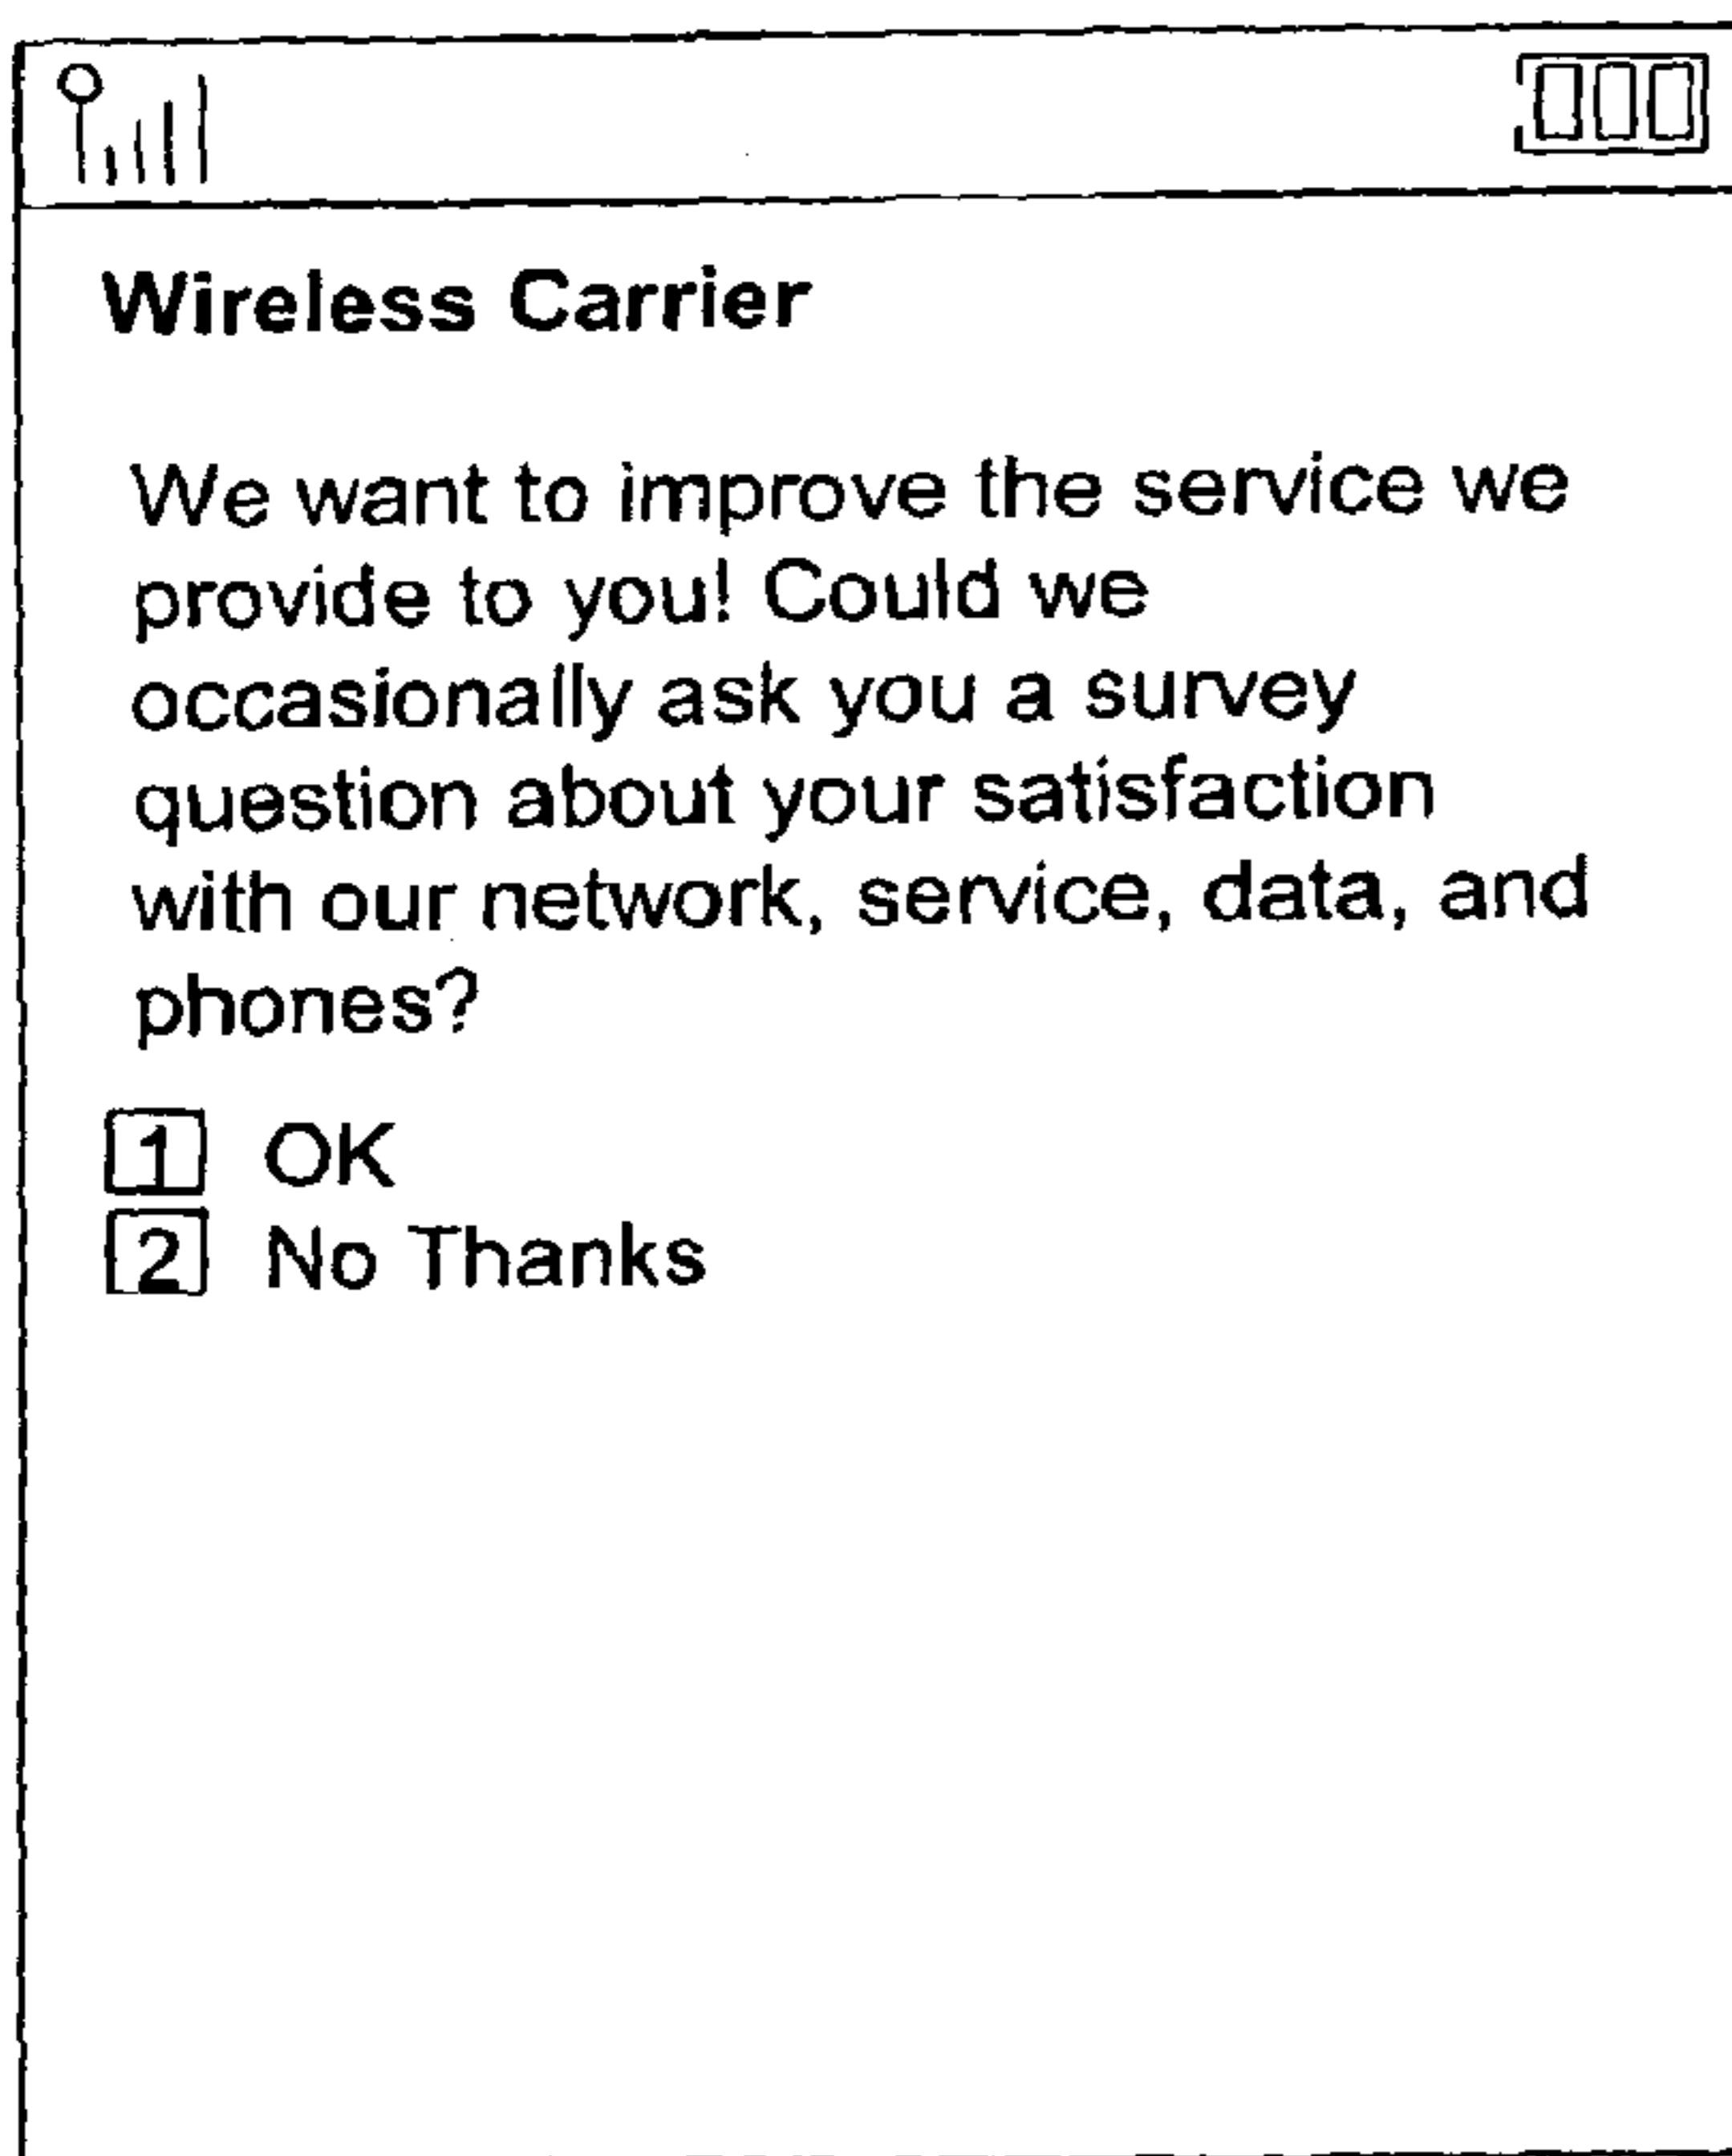 Wireless Carrier
We want to improve the service we
provide to you! Could we
occasionally ask you a survey
question about your satisfaction
with our network, service, data, and
phones?
1 OK
2 No Thanks